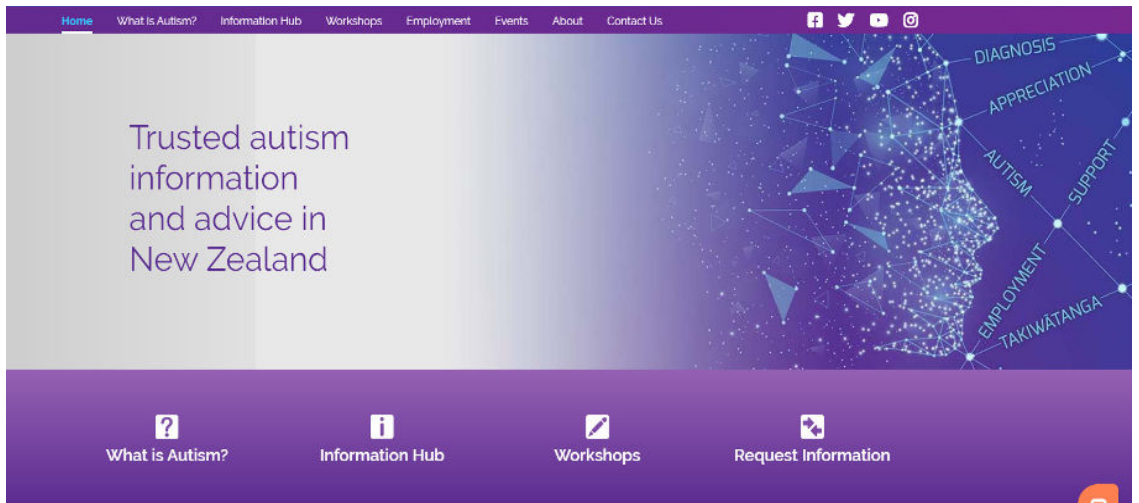 Home What is Autism? Information Hub Workshops Employment Events About Contact Us
Trusted autism
information
and advice in
New Zealand
DIAGNOSIS
APPRECIATION
AUTISM
SUPPORT
EMPLOYMENT
TAKIWĀTANGA
What is Autism? Information Hub Workshops Request Information